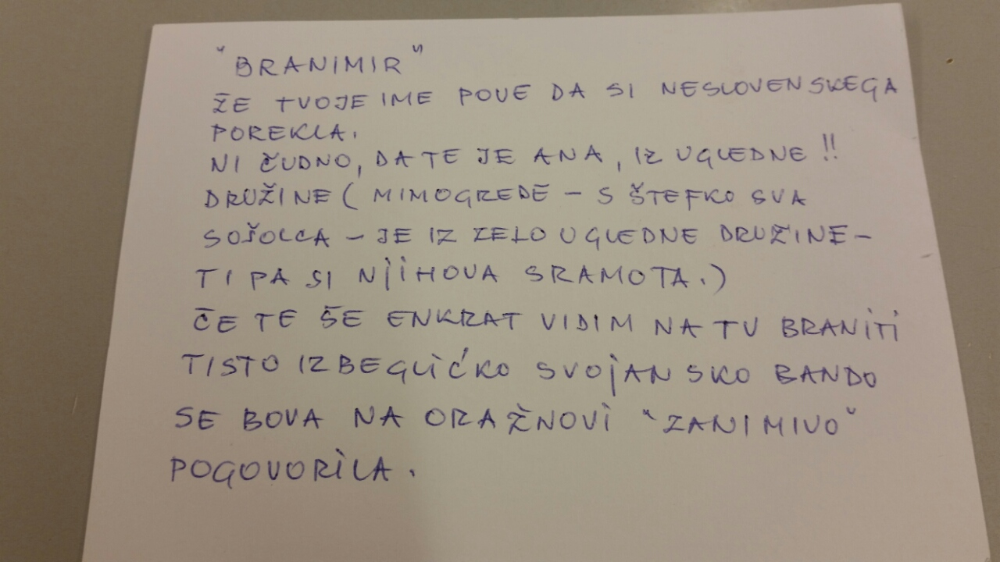 "BRANIMIR"
ŽE TVOJE IME POVE DA SI NESLOVENSKEGA
POREKLA.
NI ČUDNO, DA TE JE ANA, IZ UGLEDNE!!
DRUŽINE (MIMOGREDE – S ŠTEFKO SVA
SOŠOLCA – JE IZ ZELO UGLEDNE DRUŽINE –
TI PA SI NJIHOVA SRAMOTA.)
ČE TE ŠE ENKRAT VIDIM NA TV BRANITI
TISTO IZBEGLIĆKO SVOJANSKO BANDO
SE BOVA NA ORAŽNOVI "ZANIMIVO"
POGOVORILA.